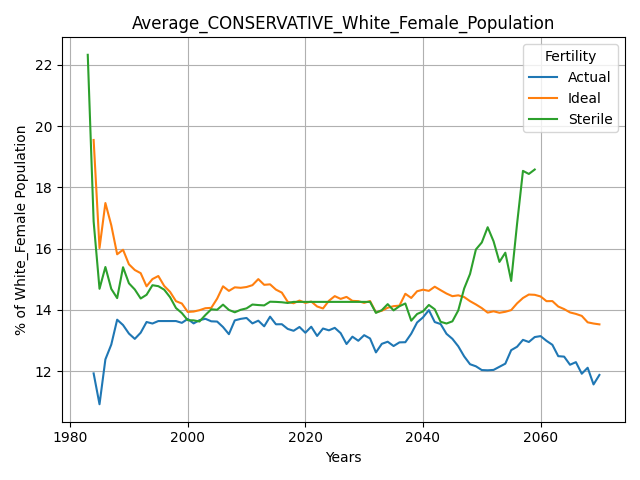 Average_CONSERVATIVE_White_Female_Population
Fertility
Actual
Ideal
Sterile
% of White_Female Population
22
20
18
16
14
12
1980
2000
2020
2040
2060
Years